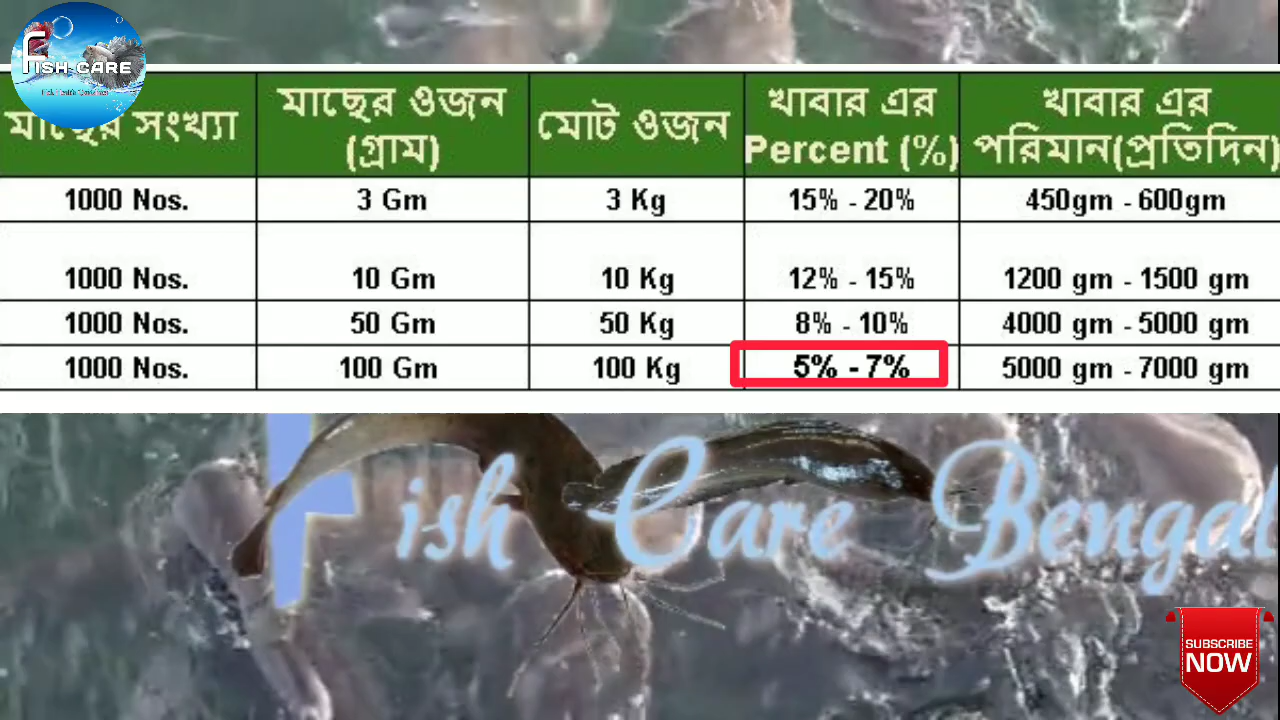 FISH CARE
মাছের সংখ্যা
মাছের ওজন
(গ্রাম)
মোট ওজন
খাবার এর
Percent (%)
খাবার এর
পরিমান(প্রতিদিন)
1000 Nos. 3 Gm 3 Kg 15% - 20% 450gm - 600gm
1000 Nos. 10 Gm 10 Kg 12% - 15% 1200 gm - 1500 gm
1000 Nos. 50 Gm 50 Kg 8% - 10% 4000 gm - 5000 gm
1000 Nos. 100 Gm 100 Kg 5% - 7% 5000 gm - 7000 gm
Fish Care Bengal
SUBSCRIBE
NOW